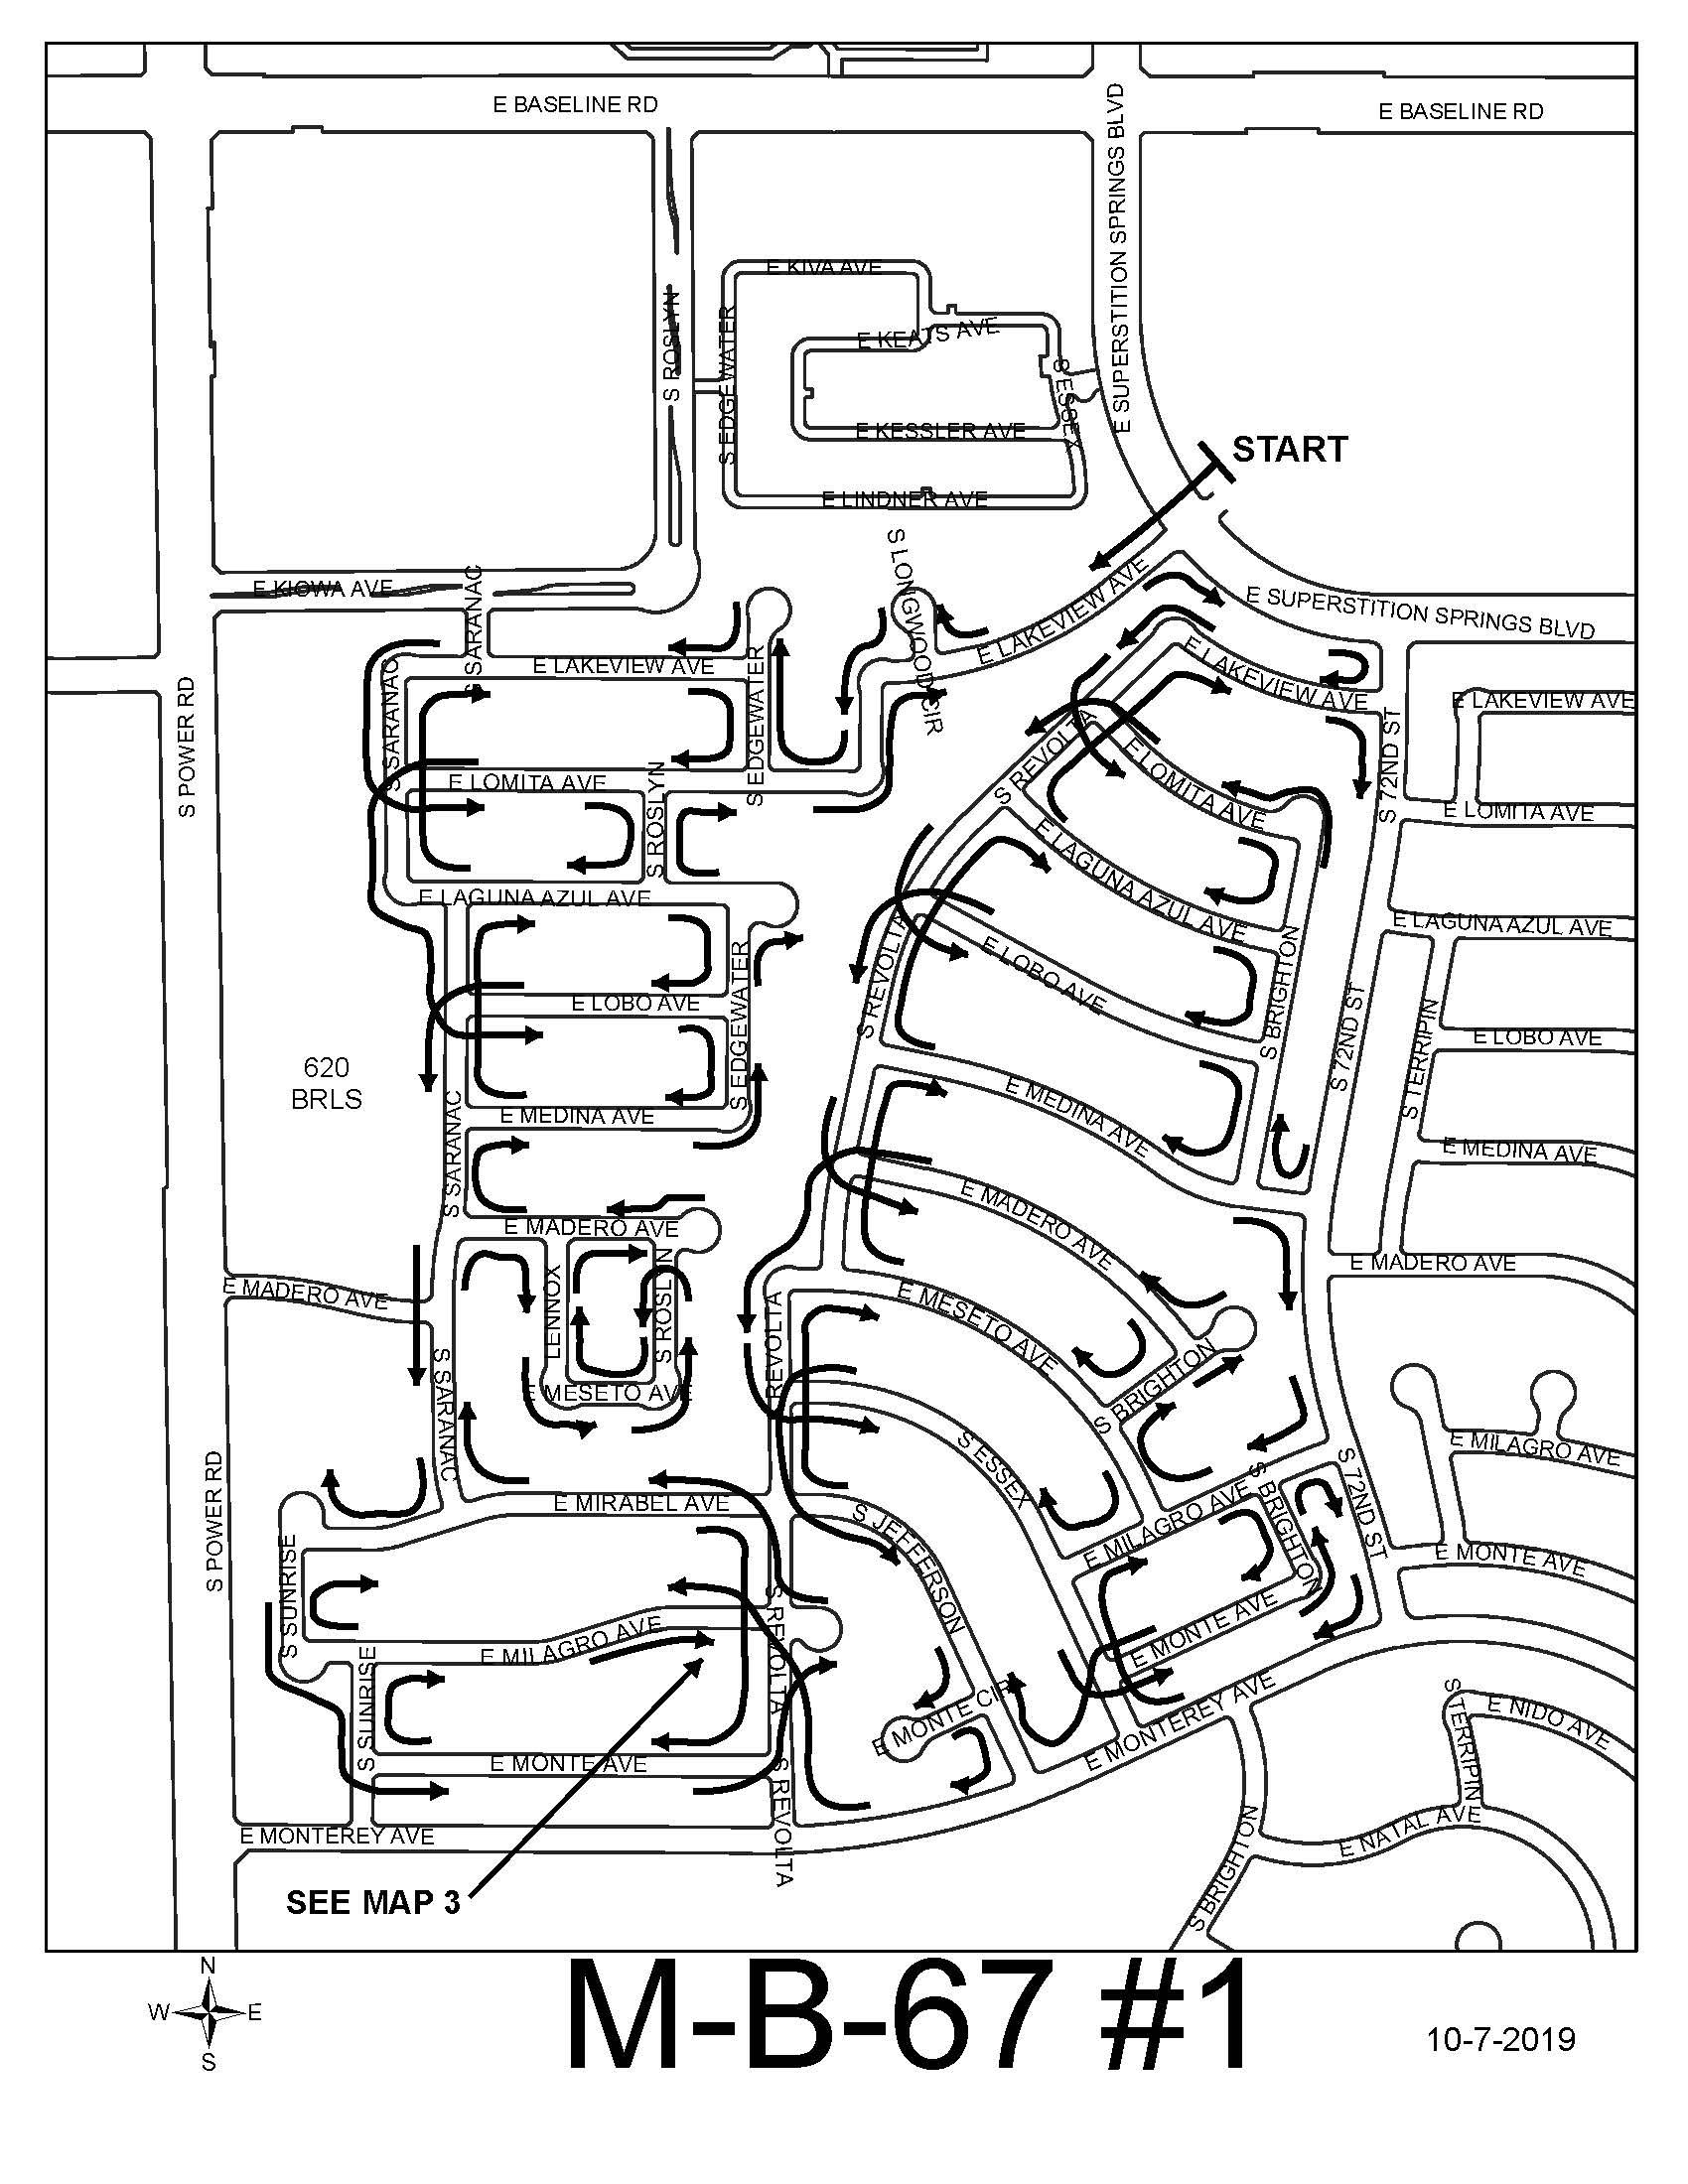 E BASELINE RD
E BASELINE RD
E SUPERSTITION SPRINGS BLVD
E SUPERSTITION SPRINGS BLVD
E KIVA AVE
S ROSLYN
S EDGEWATER
E KEATS AVE
S ESSEX
E KESSLER AVE
START
E LINDNER AVE
S LONGWOOD CIR
E KIOWA AVE
S SARANAC
E LAKEVIEW AVE
E SUPERSTITION SPRINGS BLVD
E LAKEVIEW AVE
S SARANAC
S EDGEWATER
E LAKEVIEW AVE
E LAKEVIEW AVE
S POWER RD
S REVOLTA
S 72ND ST
E LOMITA AVE
E LOMITA AVE
E LOMITA AVE
S ROSLYN
E LAGUNA AZUL AVE
E LAGUNA AZUL AVE
E LAGUNA AZUL AVE
S REVOLTA
S BRIGHTON
E LOBO AVE
E LOBO AVE
E LOBO AVE
S EDGEWATER
S 72ND ST
S TERRIPIN
620
BRLS
E MEDINA AVE
E MEDINA AVE
E MEDINA AVE
S SARANAC
E MADERO AVE
E MADERO AVE
E MADERO AVE
E MADERO AVE
LENNOX
S ROSLIN
S REVOLTA
E MESETO AVE
E MESETO AVE
S BRIGHTON
S SARANAC
S ESSEX
E MILAGRO AVE
S POWER RD
E MIRABEL AVE
S JEFFERSON
E MILAGRO AVE
S BRIGHTON
S 72ND ST
E MONTE AVE
S SUNRISE
S REVOLTA
E MILAGRO AVE
E MONTE AVE
S SUNRISE
E MONTE CIR
E MONTEREY AVE
S TERRIPIN
E NIDO AVE
E MONTE AVE
S REVOLTA
E MONTEREY AVE
S BRIGHTON
E NATAL AVE
SEE MAP 3
N
W
E
S
M-B-67 #1
10-7-2019